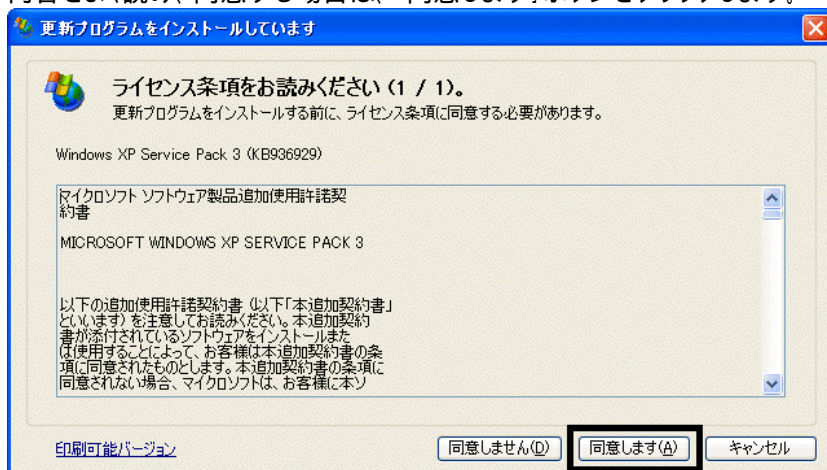 更新プログラムをインストールしています
ライセンス条項をお読みください (1 / 1)。
更新プログラムをインストールする前に、ライセンス条項に同意する必要があります。
Windows XP Service Pack 3 (KB936929)
マイクロソフト ソフトウェア製品追加使用許諾契
約書
MICROSOFT WINDOWS XP SERVICE PACK 3
以下の追加使用許諾契約書 (以下「本追加契約書」
といいます) を注意してお読みください。本追加契約
書が添付されているソフトウェアをインストールまた
は使用することによって、お客様は本追加契約書の条
項に同意されたものとします。本追加契約書の条項に
同意されない場合、マイクロソフトは、お客様に本ソ
印刷可能バージョン
同意しません(D)
同意します(A)
キャンセル